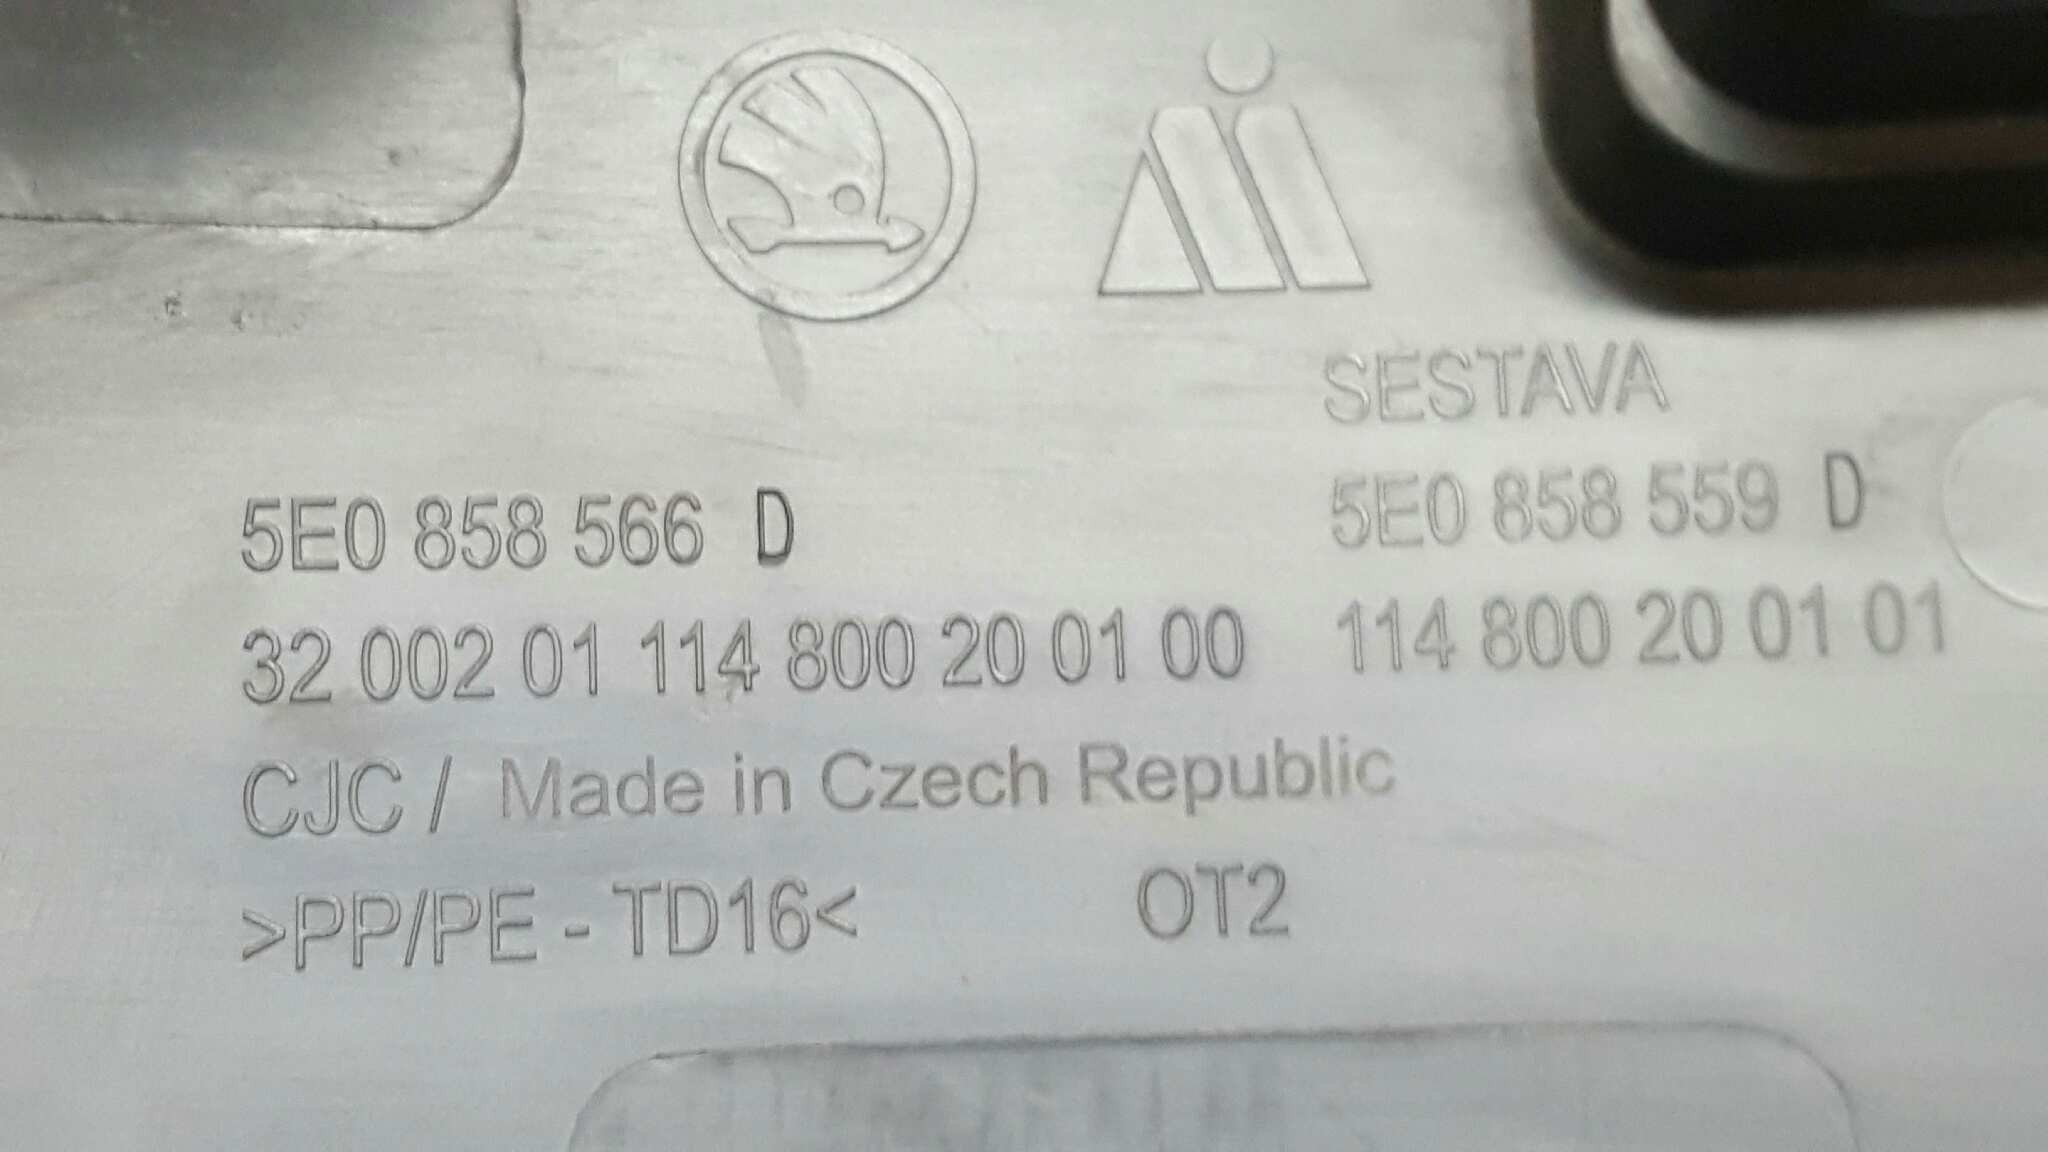 SESTAVA
5E0 858 566 D
5E0 858 559 D
32 002 01 114 800 20 01 00
114 800 20 01 01
CJC / Made in Czech Republic
>PP/PE - TD16<
OT2